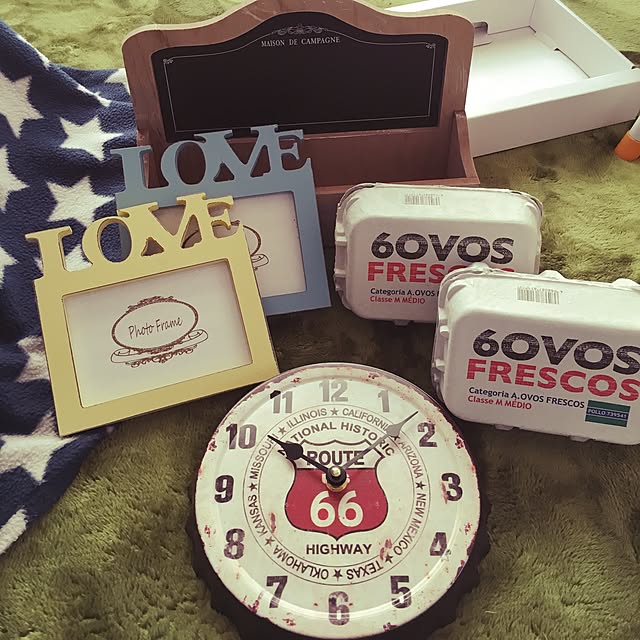 MAISON DE CAMPAGNE
LOVE
LOVE
Photo Frame
6OVOS
FRESCOS
Categoria A.OVOS
Classe M MÉDIO
6OVOS
FRESCOS
Categoria A.OVOS FRESCOS
Classe M MÉDIO
POLLO 739541
12
1
2
3
4
5
6
7
8
9
10
11
ILLINOIS ★ CALIFORNIA ★ ARIZONA ★ NEW MEXICO ★ TEXAS ★ OKLAHOMA ★ KANSAS ★ MISSOURI
NATIONAL HISTORIC
ROUTE
66
HIGHWAY